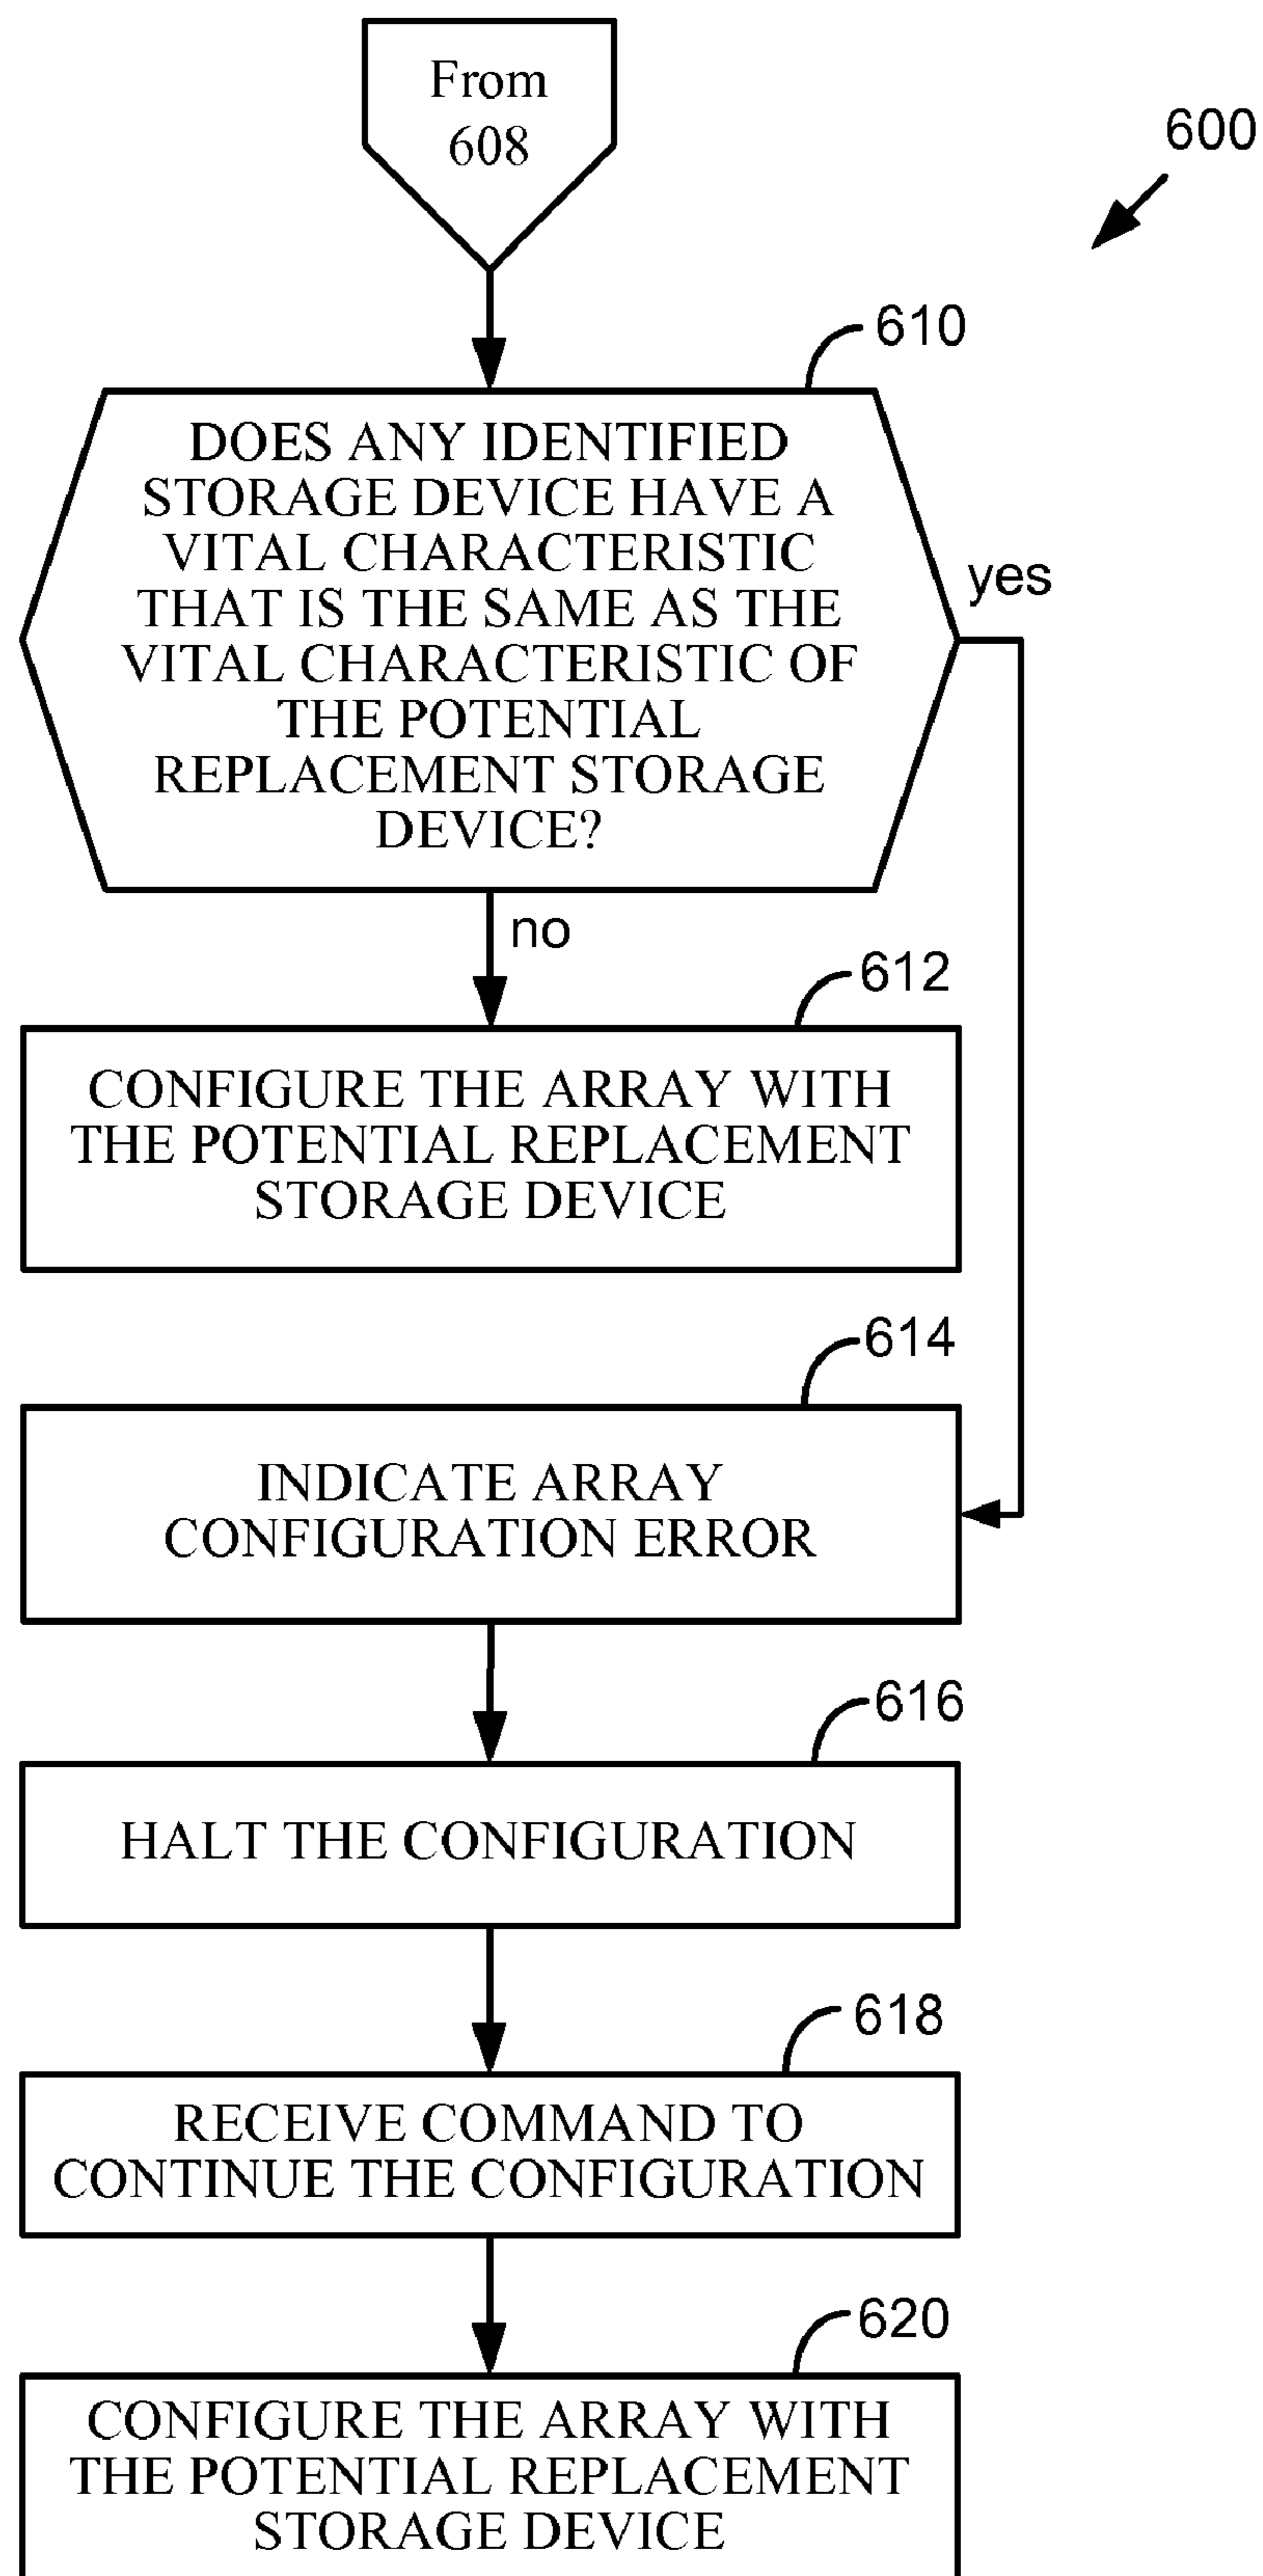 From
608
600
610
DOES ANY IDENTIFIED
STORAGE DEVICE HAVE A
VITAL CHARACTERISTIC
THAT IS THE SAME AS THE
VITAL CHARACTERISTIC OF
THE POTENTIAL
REPLACEMENT STORAGE
DEVICE?
yes
no
612
CONFIGURE THE ARRAY WITH
THE POTENTIAL REPLACEMENT
STORAGE DEVICE
614
INDICATE ARRAY
CONFIGURATION ERROR
616
HALT THE CONFIGURATION
618
RECEIVE COMMAND TO
CONTINUE THE CONFIGURATION
620
CONFIGURE THE ARRAY WITH
THE POTENTIAL REPLACEMENT
STORAGE DEVICE